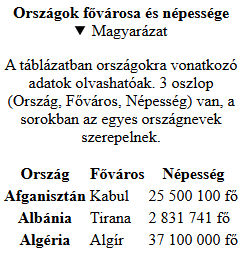 Országok fővárosa és népessége
▼ Magyarázat
A táblázatban országokra vonatkozó
adatok olvashatóak. 3 oszlop
(Ország, Főváros, Népesség) van, a
sorokban az egyes országnevek
szerepelnek.
Ország Főváros Népesség
Afganisztán Kabul 25 500 100 fő
Albánia Tirana 2 831 741 fő
Algéria Algír 37 100 000 fő